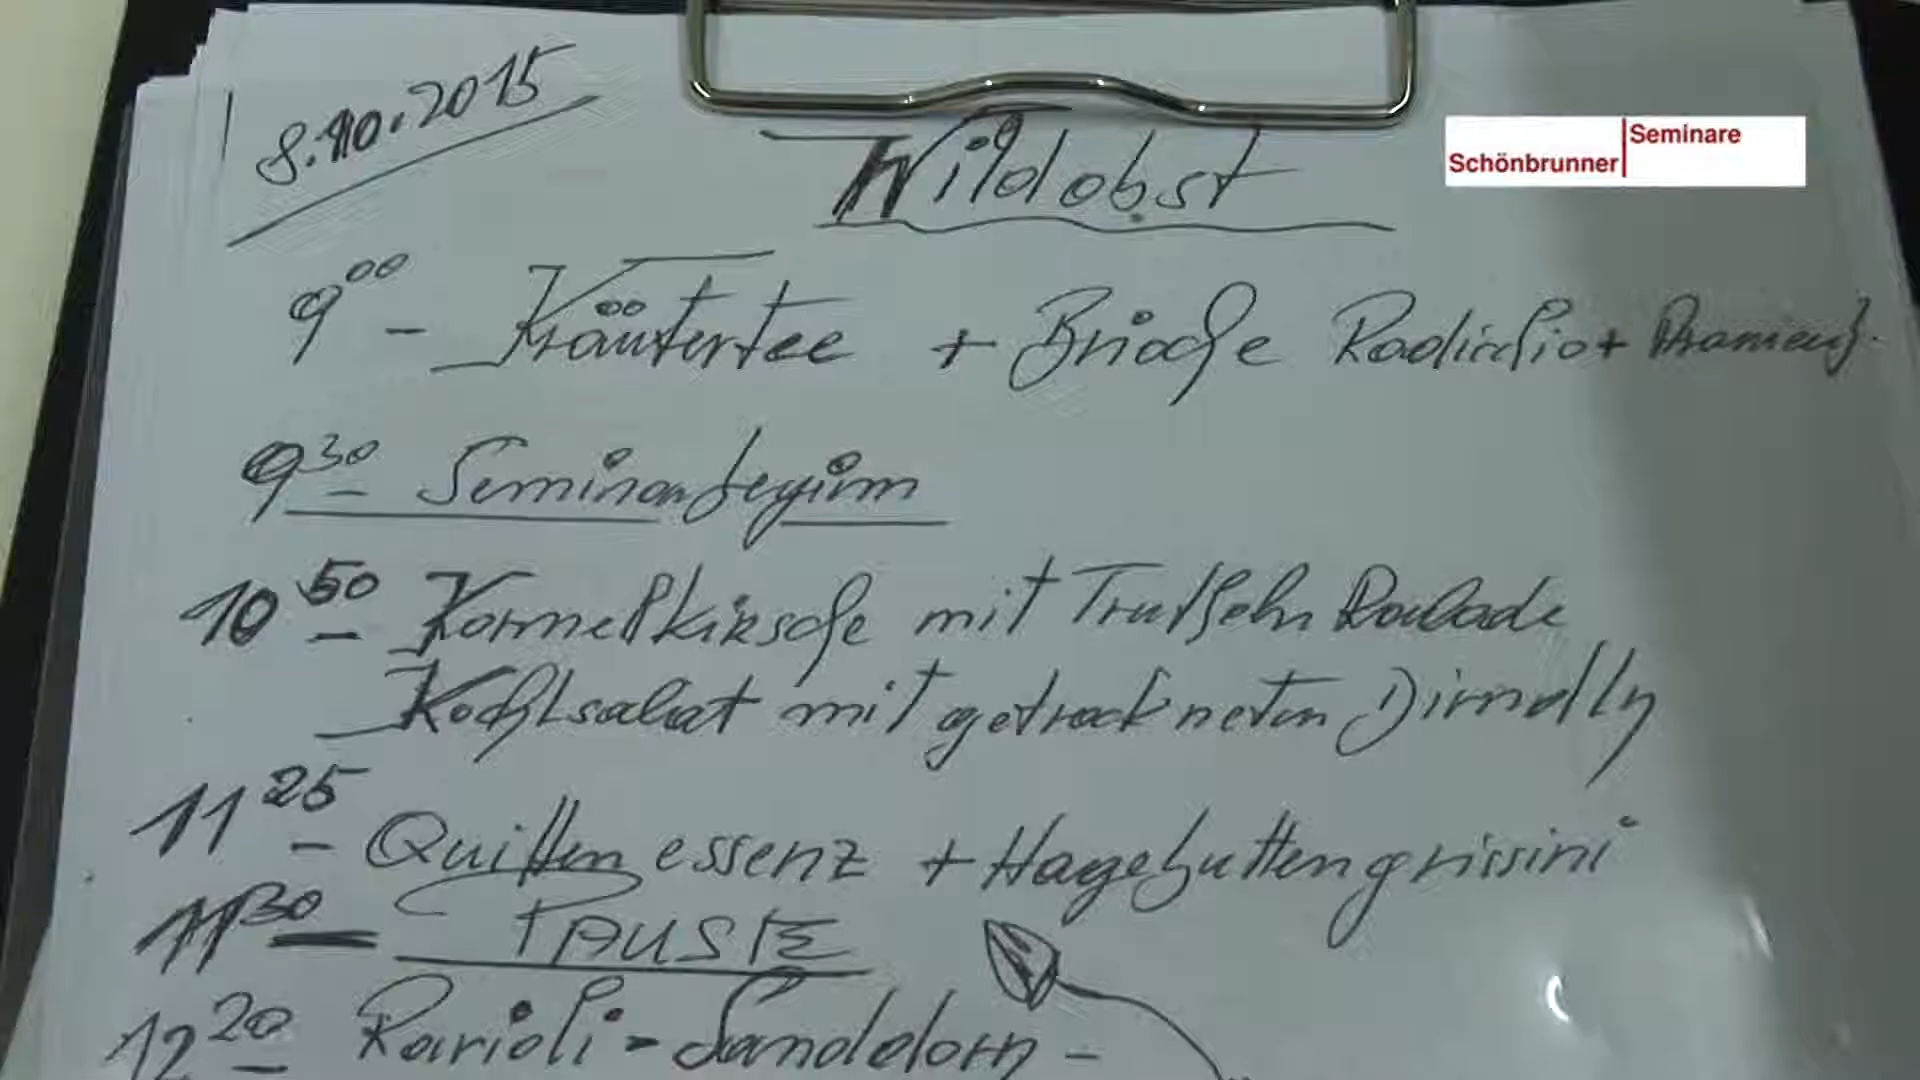 8.10.2015
Wildobst
Seminare
Schönbrunner
9⁰⁰ - Kräutertee + Brioche Radicchio +
9³⁰ - Seminarbeginn
10⁵⁰ - Kornelkirsche mit Truthahn Roulade
Kochlsalat mit getrockneten Dirndln
11²⁵ - Quittenessenz + Hagebuttengrissini
11³⁰ - PAUSE
12²⁰ - Ravioli - Sanddorn -